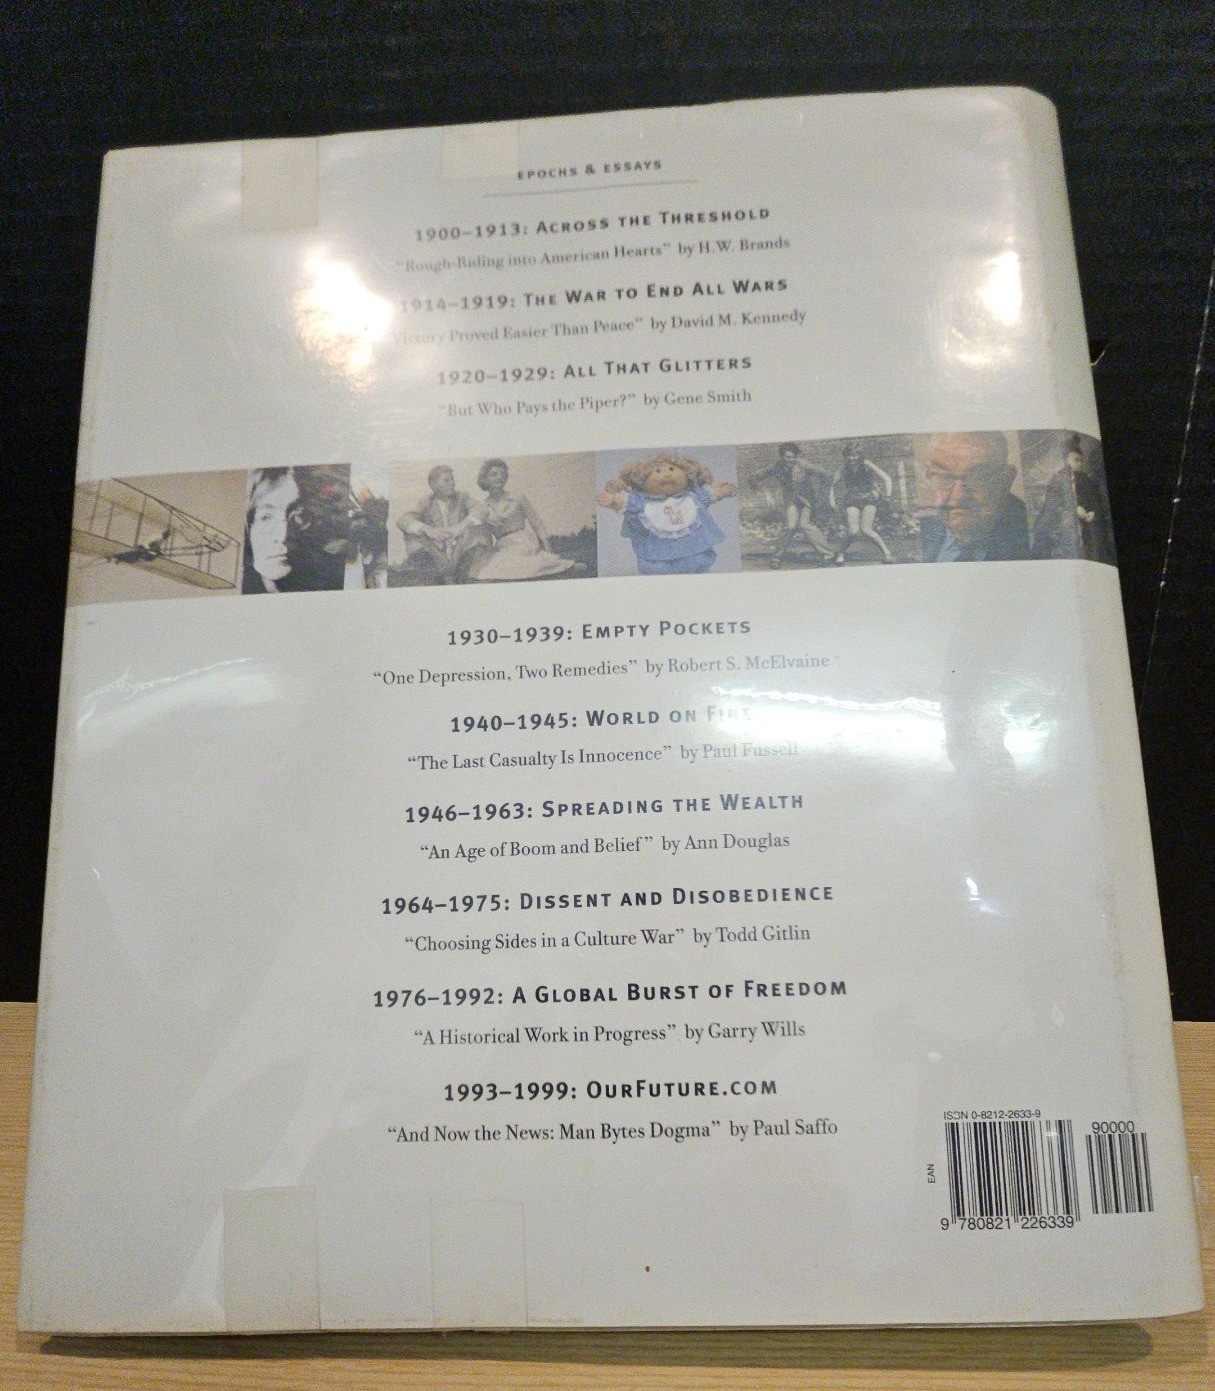 EPOCHS & ESSAYS
1900–1913: ACROSS THE THRESHOLD
“Rough-Riding into American Hearts” by H.W. Brands
1914–1919: THE WAR TO END ALL WARS
Victory Proved Easier Than Peace” by David M. Kennedy
1920–1929: ALL THAT GLITTERS
“But Who Pays the Piper?” by Gene Smith
1930–1939: EMPTY POCKETS
“One Depression, Two Remedies” by Robert S. McElvaine
1940–1945: WORLD ON FIRE
“The Last Casualty Is Innocence” by Paul Fussell
1946–1963: SPREADING THE WEALTH
“An Age of Boom and Belief” by Ann Douglas
1964–1975: DISSENT AND DISOBEDIENCE
“Choosing Sides in a Culture War” by Todd Gitlin
1976–1992: A GLOBAL BURST OF FREEDOM
“A Historical Work in Progress” by Garry Wills
1993–1999: OURFUTURE.COM
“And Now the News: Man Bytes Dogma” by Paul Saffo
ISBN 0-8212-2633-9
90000
EAN
9 780821 226339